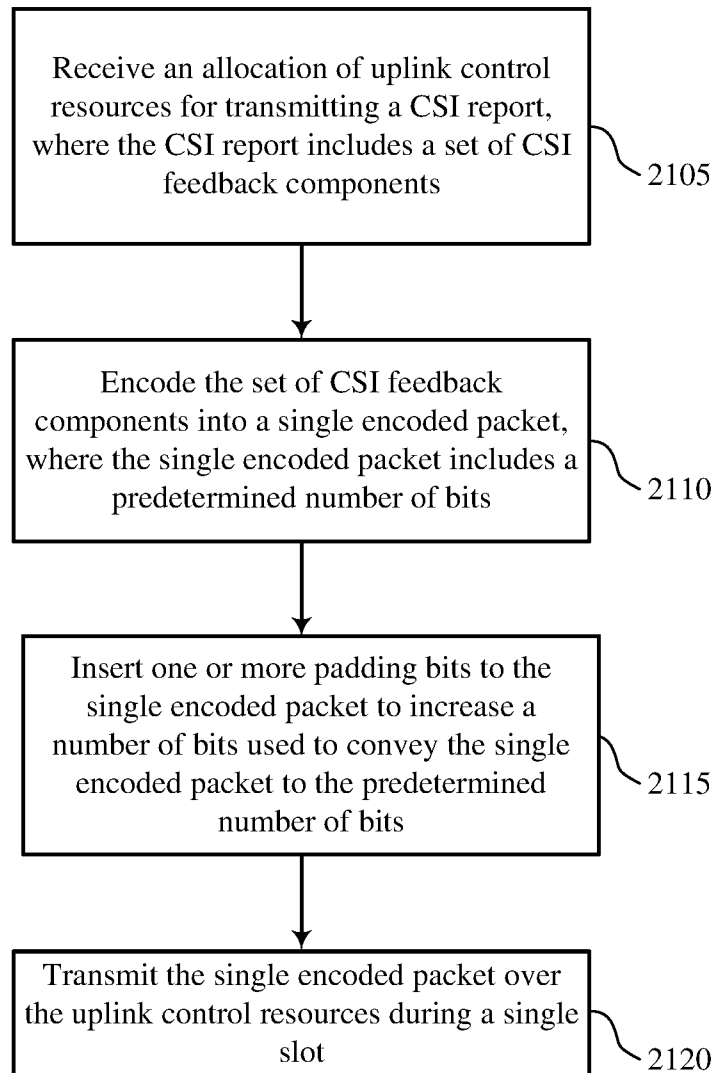 Receive an allocation of uplink control
resources for transmitting a CSI report,
where the CSI report includes a set of CSI
feedback components
2105
Encode the set of CSI feedback
components into a single encoded packet,
where the single encoded packet includes a
predetermined number of bits
2110
Insert one or more padding bits to the
single encoded packet to increase a
number of bits used to convey the single
encoded packet to the predetermined
number of bits
2115
Transmit the single encoded packet over
the uplink control resources during a single
slot
2120